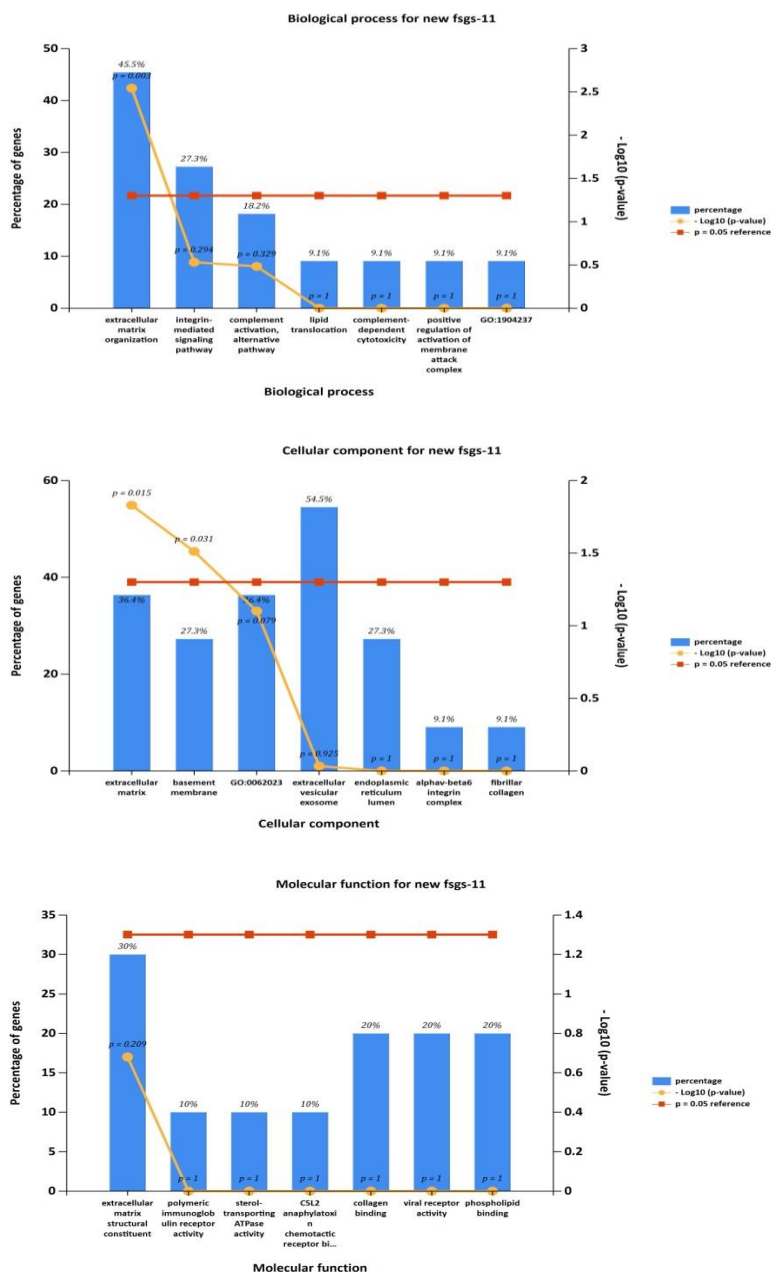 Biological process for new fsgs-11
50
40
30
20
10
0
Percentage of genes
3
2.5
2
1.5
1
0.5
0
- Log10 (p-value)
45.5%
p = 0.003
27.3%
p = 0.294
18.2%
p = 0.329
9.1%
p = 1
9.1%
p = 1
9.1%
p = 1
9.1%
p = 1
percentage
- Log10 (p-value)
p = 0.05 reference
extracellular
matrix
organization
integrin-
mediated
signaling
pathway
complement
activation,
alternative
pathway
lipid
translocation
complement-
dependent
cytotoxicity
positive
regulation of
activation of
membrane
attack
complex
GO:1904237
Biological process
Cellular component for new fsgs-11
60
40
20
0
Percentage of genes
2
1.5
1
0.5
0
- Log10 (p-value)
p = 0.015
36.4%
p = 0.031
27.3%
36.4%
p = 0.079
54.5%
p = 0.925
27.3%
p = 1
9.1%
p = 1
9.1%
p = 1
percentage
- Log10 (p-value)
p = 0.05 reference
extracellular
matrix
basement
membrane
GO:0062023
extracellular
vesicular
exosome
endoplasmic
reticulum
lumen
alphav-beta6
integrin
complex
fibrillar
collagen
Cellular component
Molecular function for new fsgs-11
35
30
25
20
15
10
5
0
Percentage of genes
1.4
1.2
1
0.8
0.6
0.4
0.2
0
- Log10 (p-value)
30%
p = 0.209
10%
p = 1
10%
p = 1
10%
p = 1
20%
p = 1
20%
p = 1
20%
p = 1
percentage
- Log10 (p-value)
p = 0.05 reference
extracellular
matrix
structural
constituent
polymeric
immunoglob
ulin receptor
activity
sterol-
transporting
ATPase
activity
C5L2
anaphylatoxi
n
chemotactic
receptor bi...
collagen
binding
viral receptor
activity
phospholipid
binding
Molecular function